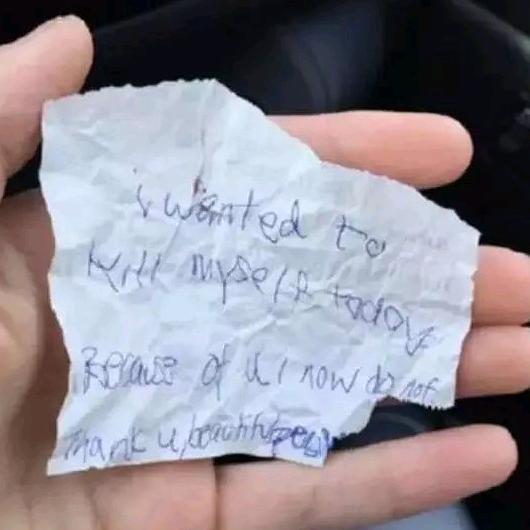 i wanted to
kill myself today
Because of u i now do not
Thank u, beautiful